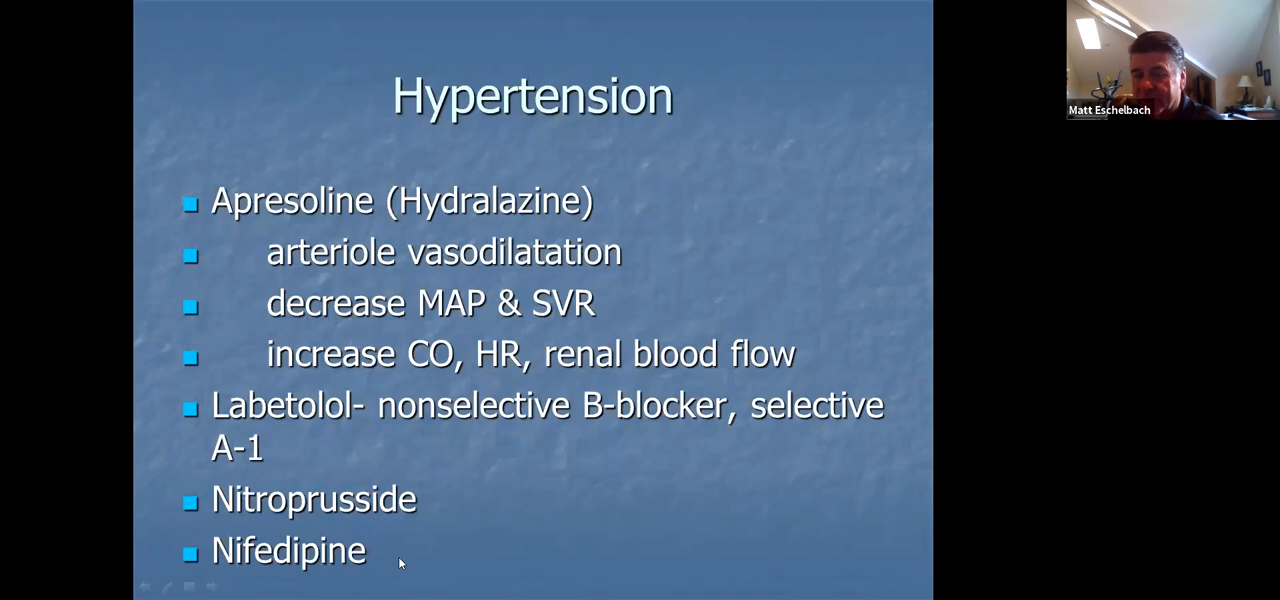 Hypertension
Matt Eschelbach
Apresoline (Hydralazine)
arteriole vasodilatation
decrease MAP & SVR
increase CO, HR, renal blood flow
Labetolol- nonselective B-blocker, selective
A-1
Nitroprusside
Nifedipine